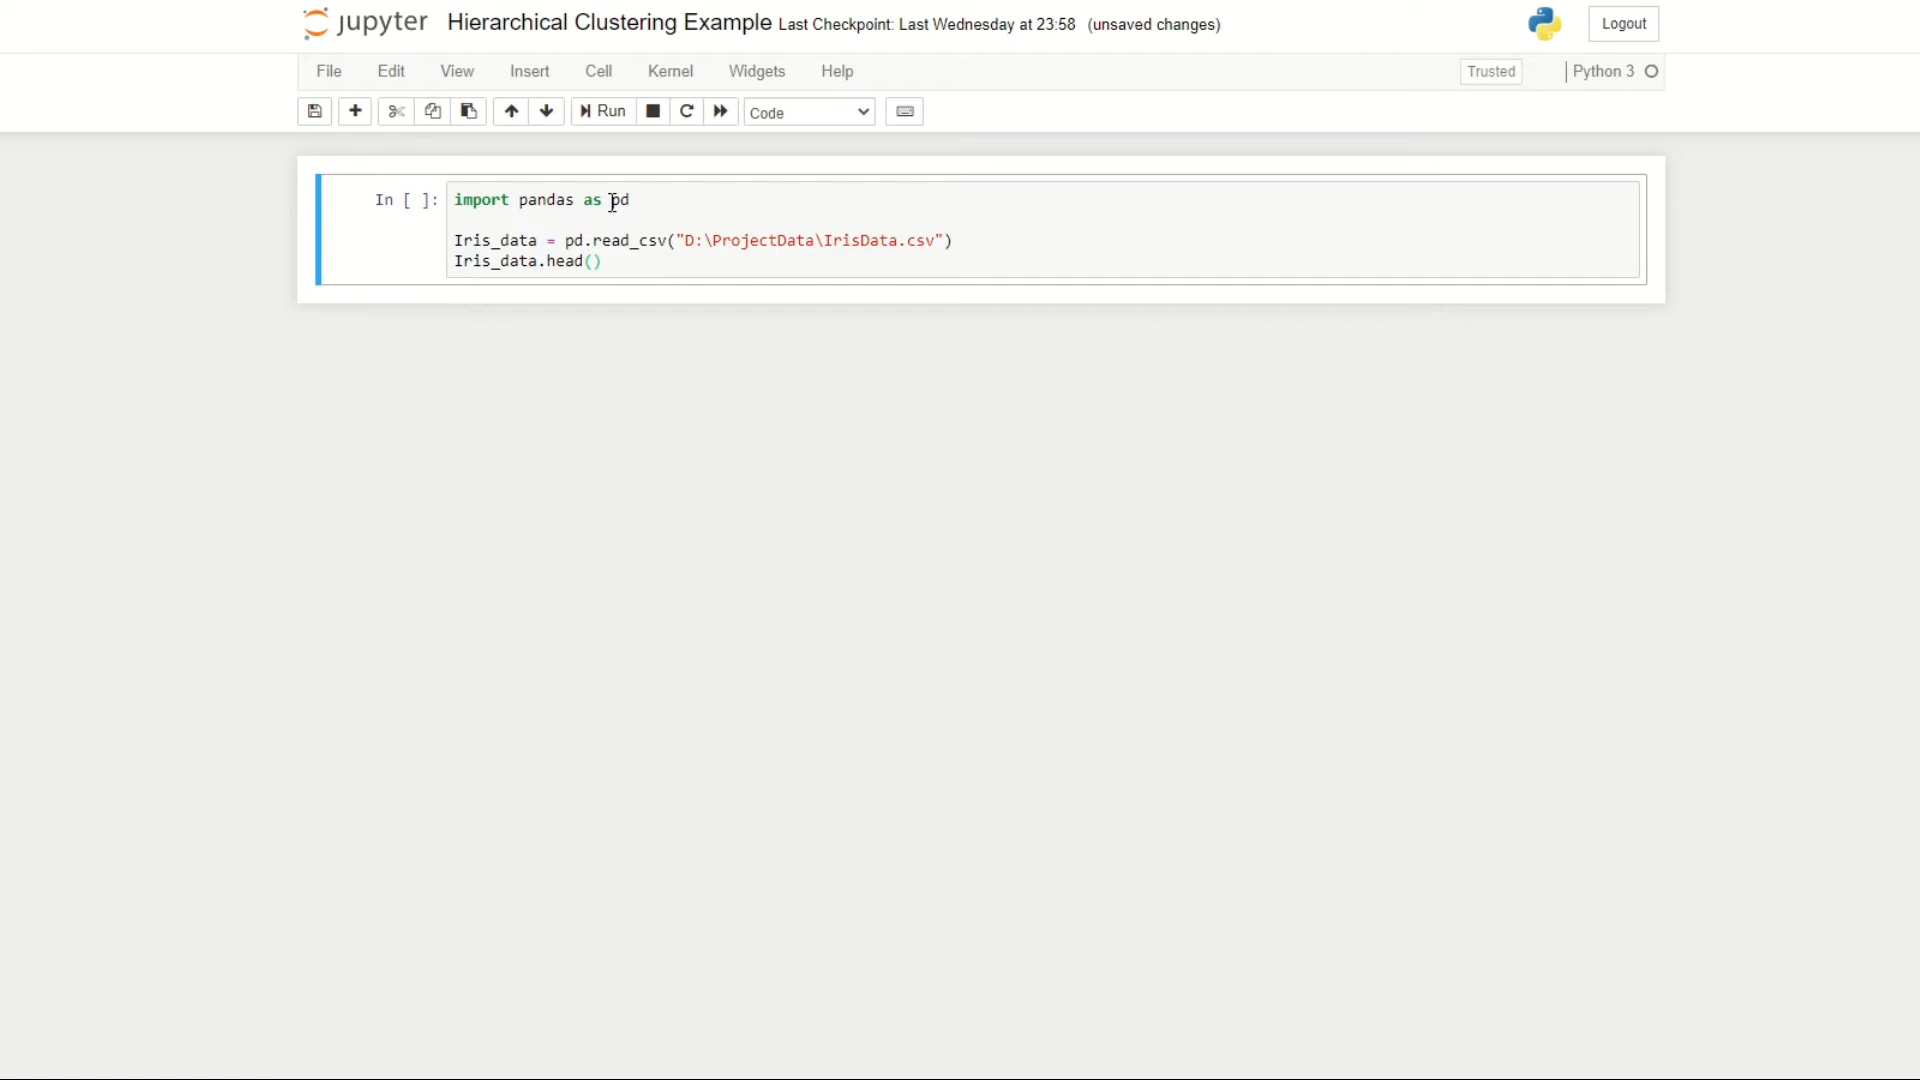 jupyter Hierarchical Clustering Example Last Checkpoint: Last Wednesday at 23:58 (unsaved changes) Logout
File Edit View Insert Cell Kernel Widgets Help Trusted Python 3
Run Code
In [ ]: import pandas as pd
Iris_data = pd.read_csv("D:\ProjectData\IrisData.csv")
Iris_data.head()